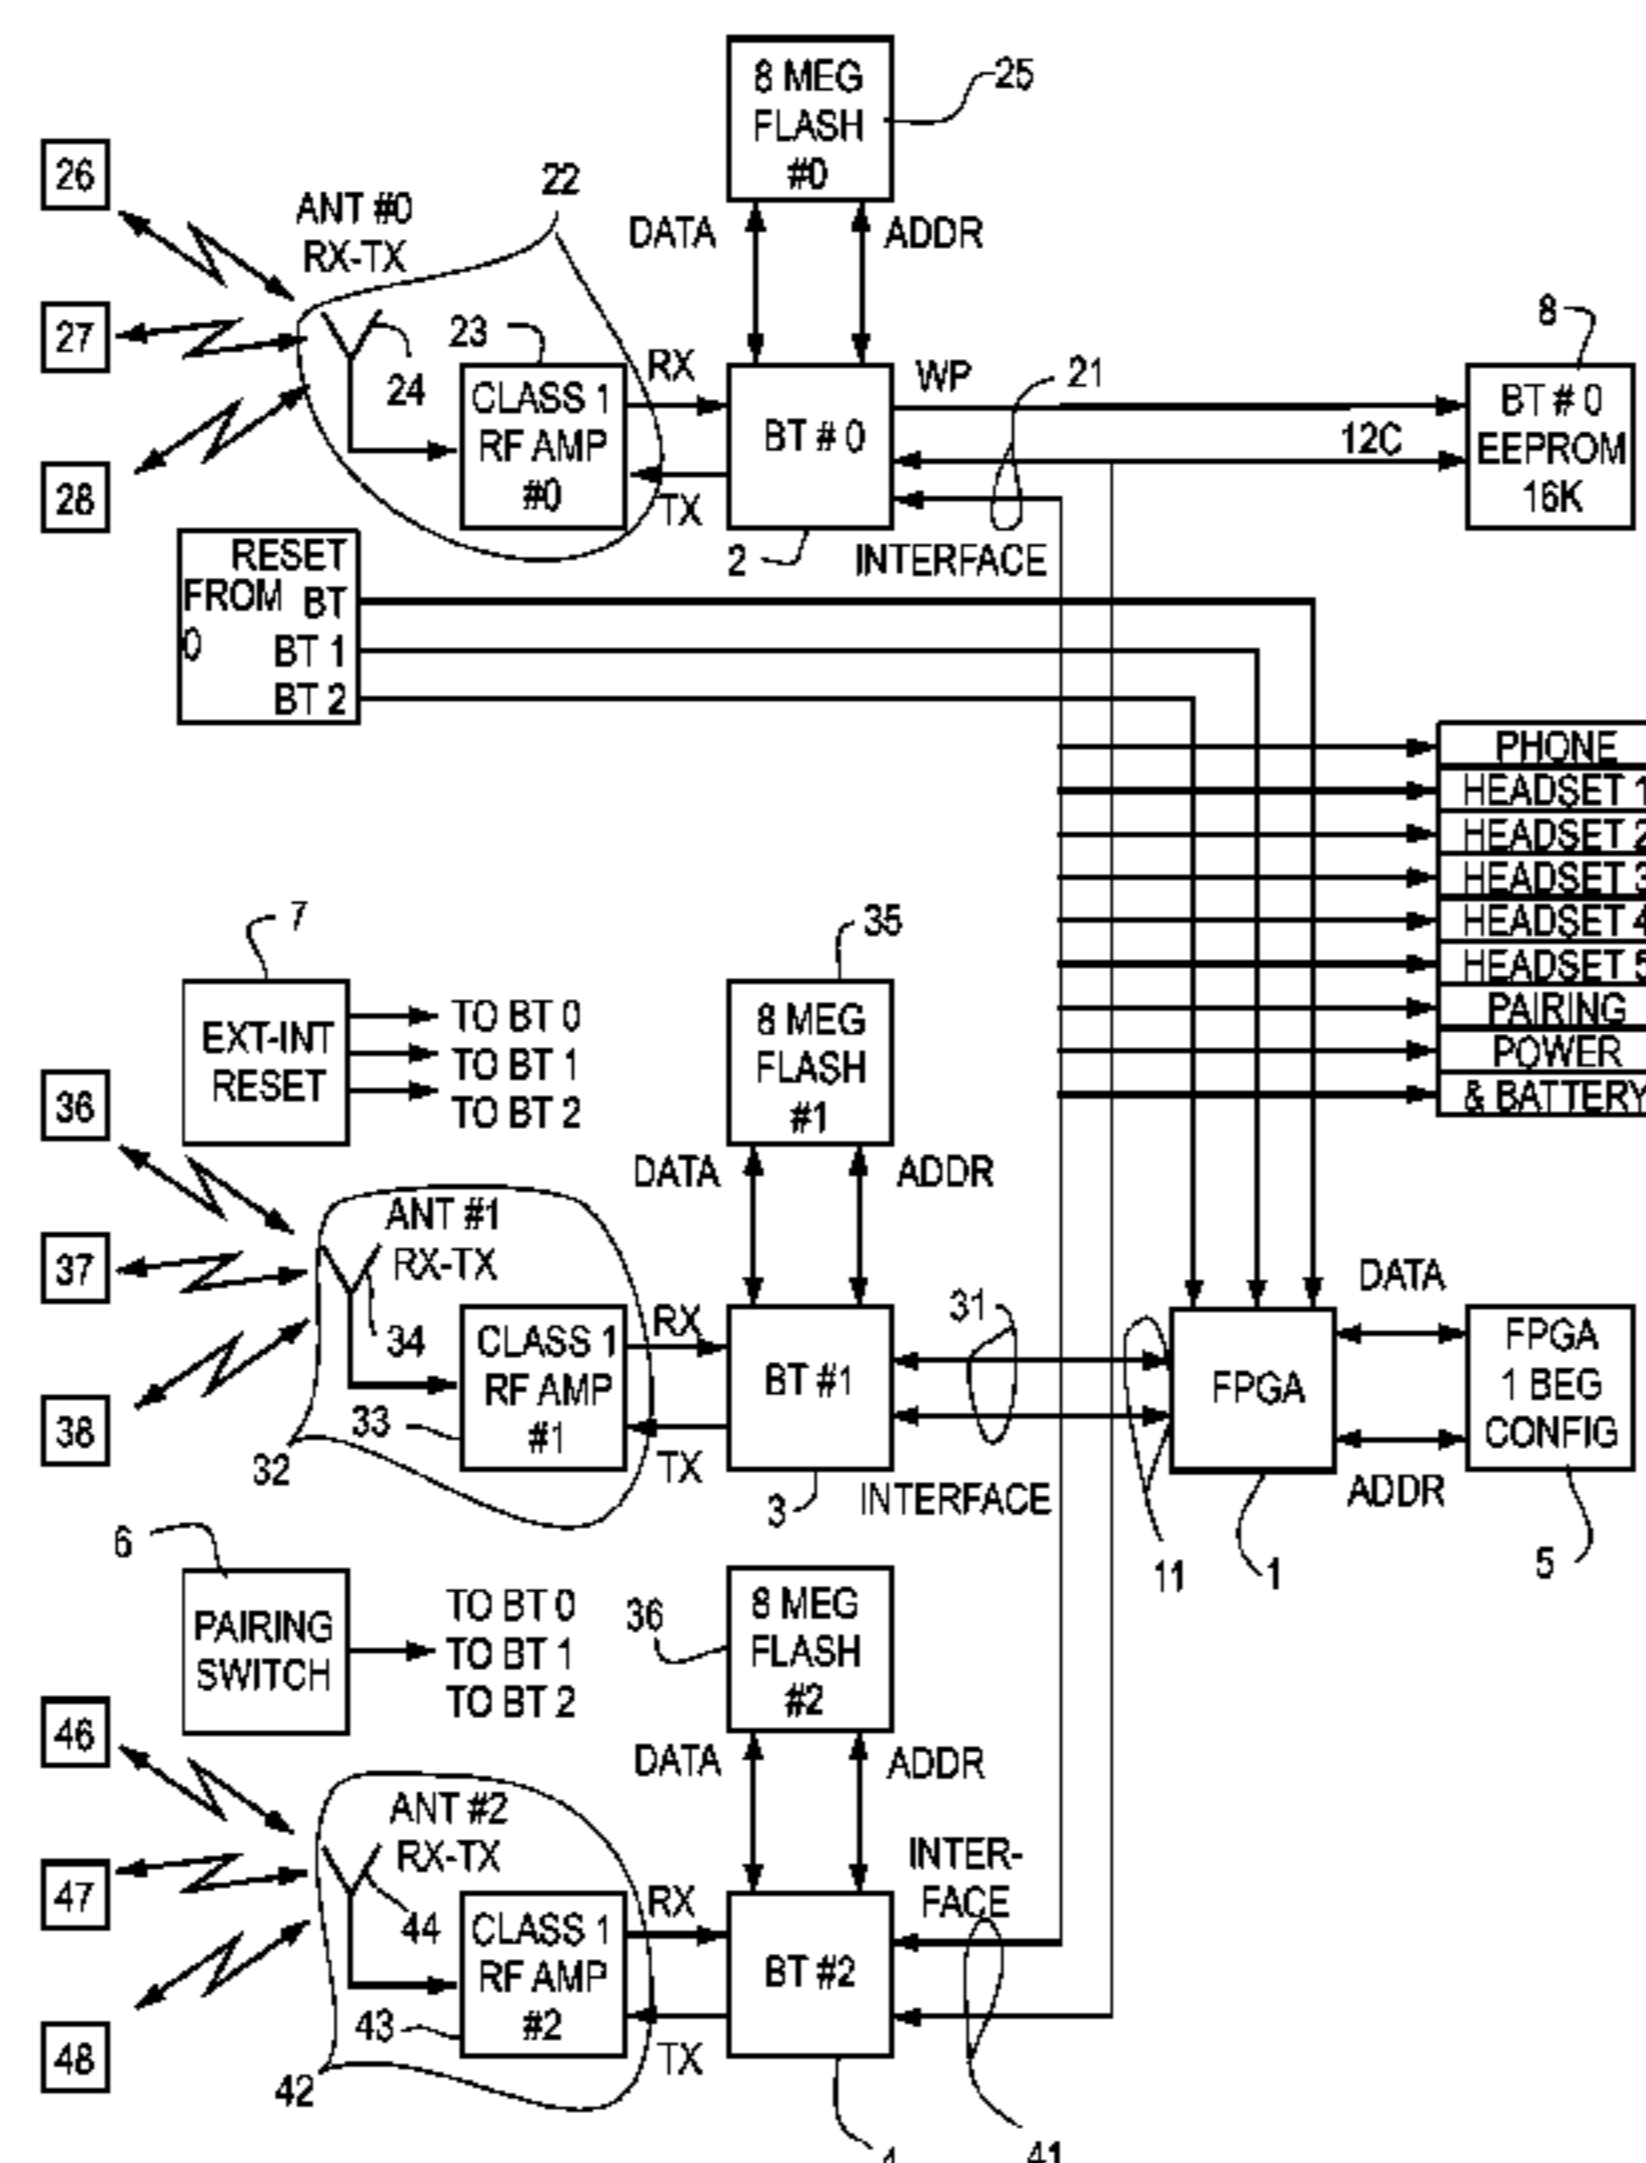 8 MEG
FLASH
#0
25
26
22
ANT #0
RX-TX
DATA
ADDR
27
23
24
RX
CLASS 1
RF AMP
#0
TX
BT # 0
WP
21
12C
8
BT # 0
EEPROM
16K
28
2
INTERFACE
RESET
FROM BT
0
BT 1
BT 2
PHONE
HEADSET 1
HEADSET 2
HEADSET 3
HEADSET 4
HEADSET 5
PAIRING
POWER
& BATTERY
7
EXT-INT
RESET
TO BT 0
TO BT 1
TO BT 2
35
8 MEG
FLASH
#1
36
DATA
ADDR
37
ANT #1
RX-TX
34
CLASS 1
RF AMP
#1
33
RX
TX
BT #1
31
FPGA
DATA
FPGA
1 BEG
CONFIG
ADDR
38
32
3
INTERFACE
11
1
5
6
PAIRING
SWITCH
TO BT 0
TO BT 1
TO BT 2
36
8 MEG
FLASH
#2
46
DATA
ADDR
47
ANT #2
RX-TX
44
CLASS 1
RF AMP
#2
43
RX
TX
BT #2
INTER-
FACE
48
42
41